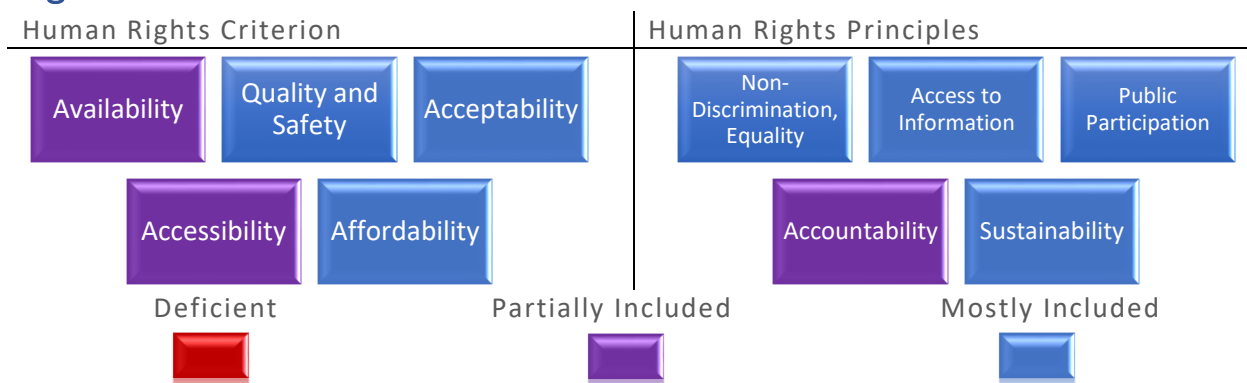 Human Rights Criterion
Human Rights Principles
Availability
Quality and
Safety
Acceptability
Non-
Discrimination,
Equality
Access to
Information
Public
Participation
Accessibility
Affordability
Accountability
Sustainability
Deficient
Partially Included
Mostly Included